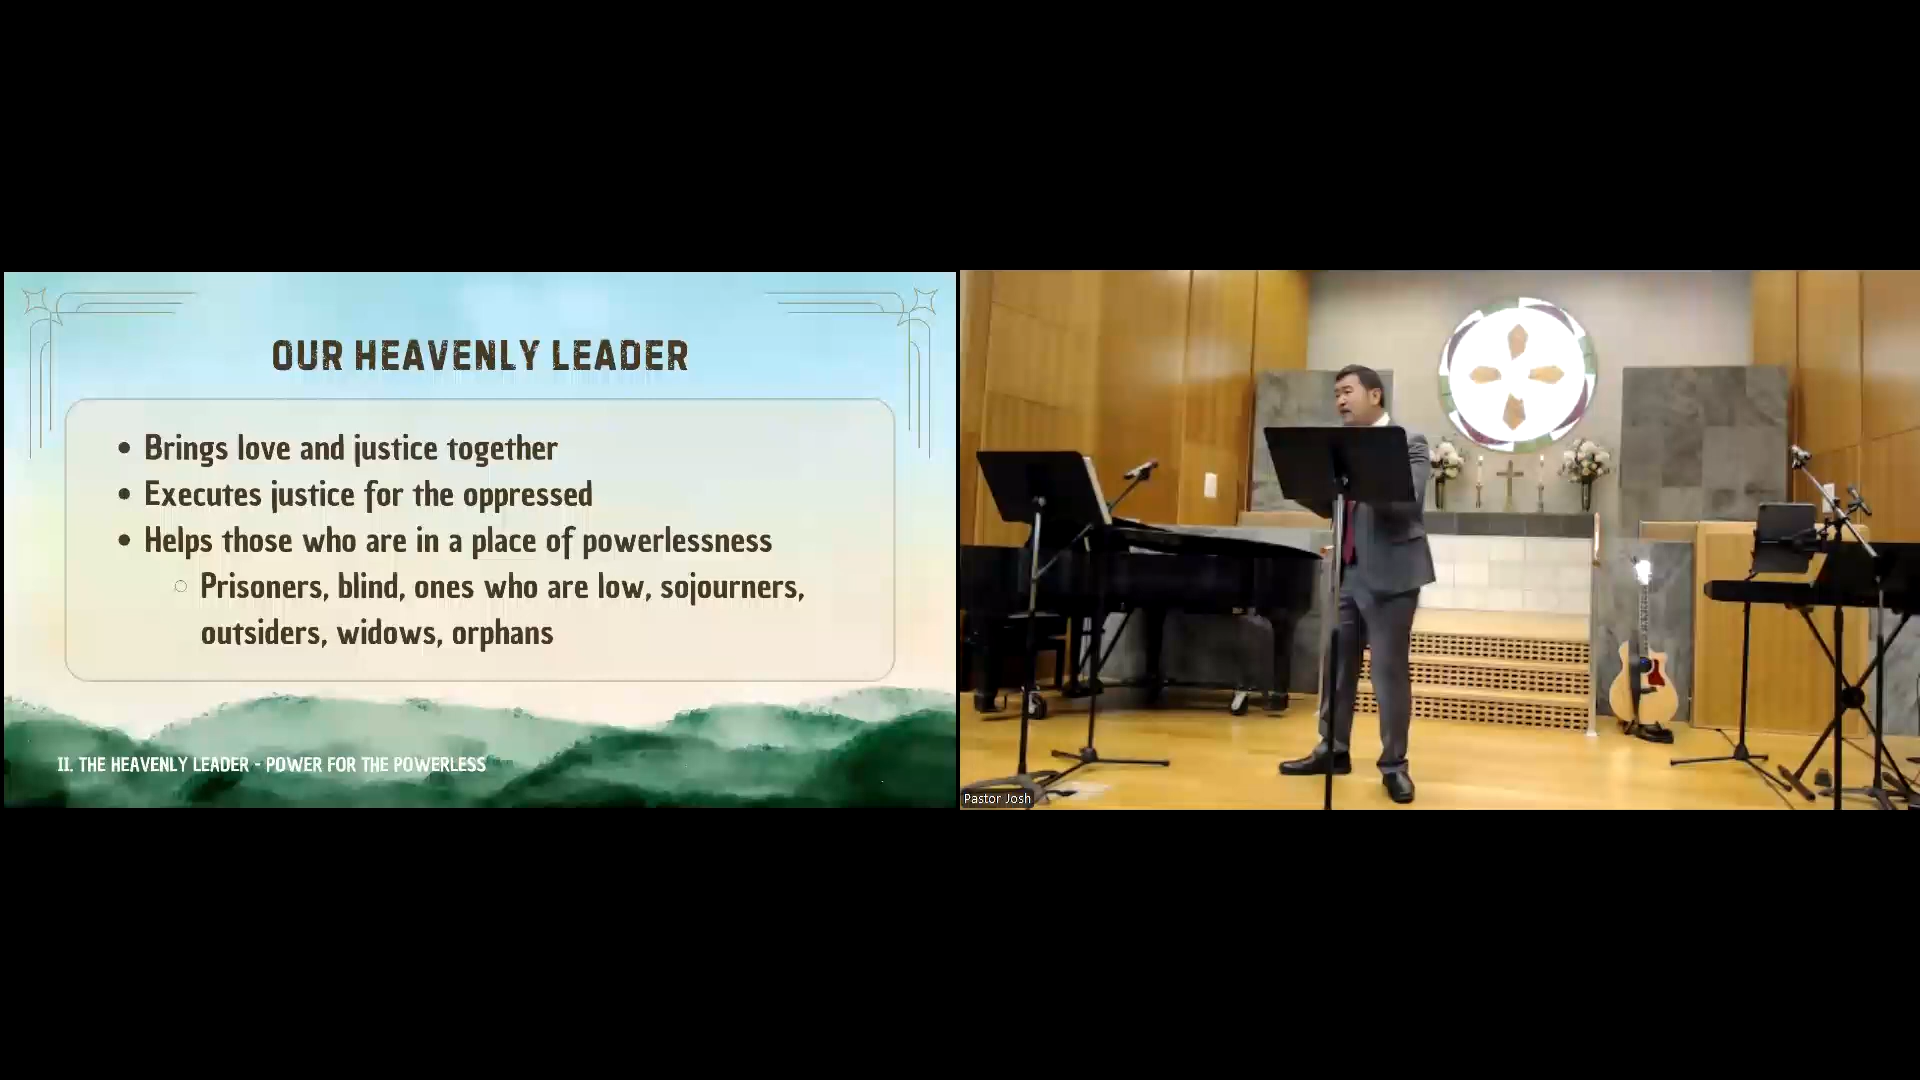 OUR HEAVENLY LEADER
• Brings love and justice together
• Executes justice for the oppressed
• Helps those who are in a place of powerlessness
○ Prisoners, blind, ones who are low, sojourners,
outsiders, widows, orphans
II. THE HEAVENLY LEADER - POWER FOR THE POWERLESS
Pastor Josh